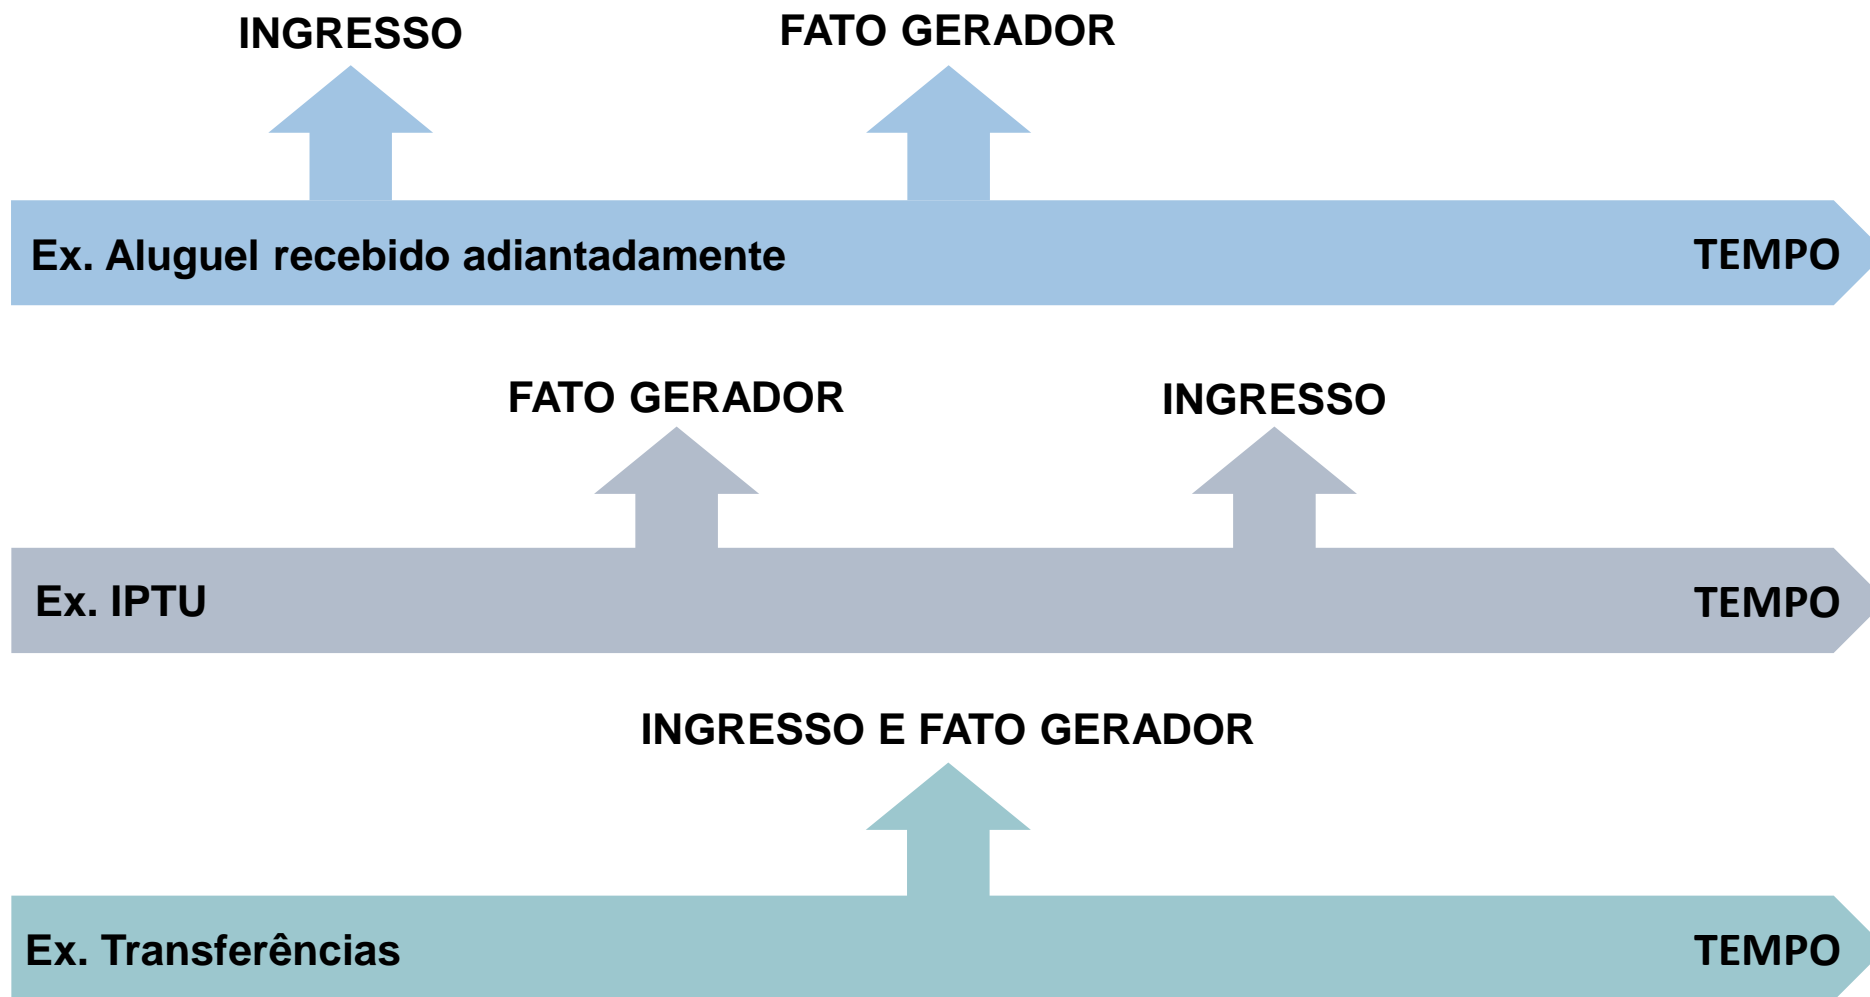 INGRESSO
FATO GERADOR
Ex. Aluguel recebido adiantadamente
TEMPO
FATO GERADOR
INGRESSO
Ex. IPTU
TEMPO
INGRESSO E FATO GERADOR
Ex. Transferências
TEMPO